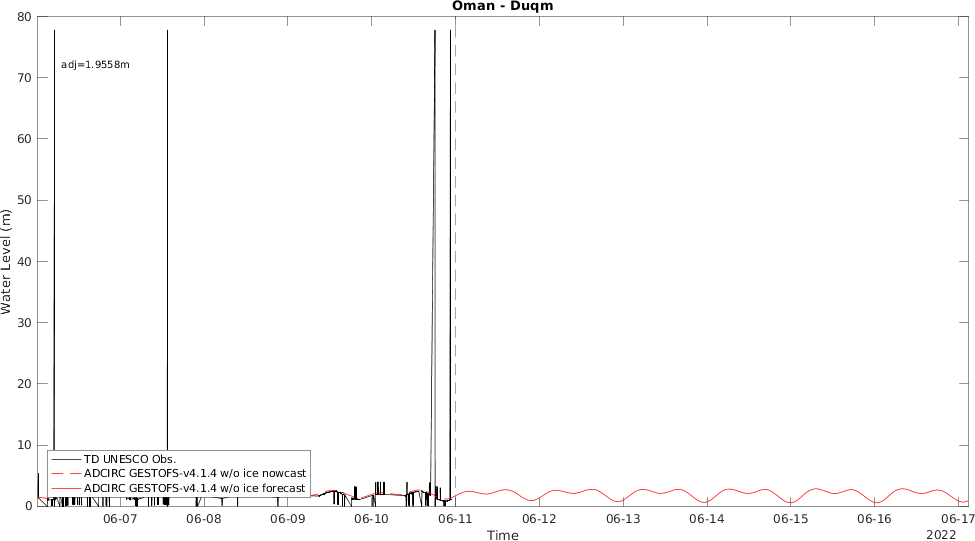 Oman - Duqm
80
70
60
50
40
30
20
10
0
Water Level (m)
adj=1.9558m
TD UNESCO Obs.
ADCIRC GESTOFS-v4.1.4 w/o ice nowcast
ADCIRC GESTOFS-v4.1.4 w/o ice forecast
06-07 06-08 06-09 06-10 06-11 06-12 06-13 06-14 06-15 06-16 06-17
Time
2022